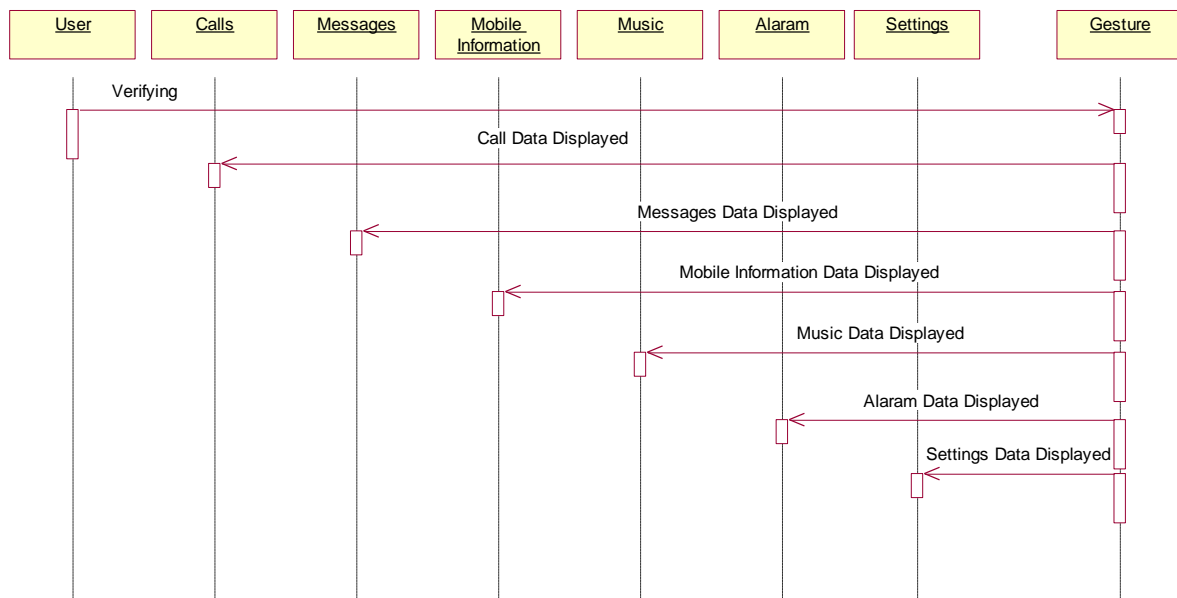 User
Calls
Messages
Mobile
Information
Music
Alaram
Settings
Gesture
Verifying
Call Data Displayed
Messages Data Displayed
Mobile Information Data Displayed
Music Data Displayed
Alaram Data Displayed
Settings Data Displayed